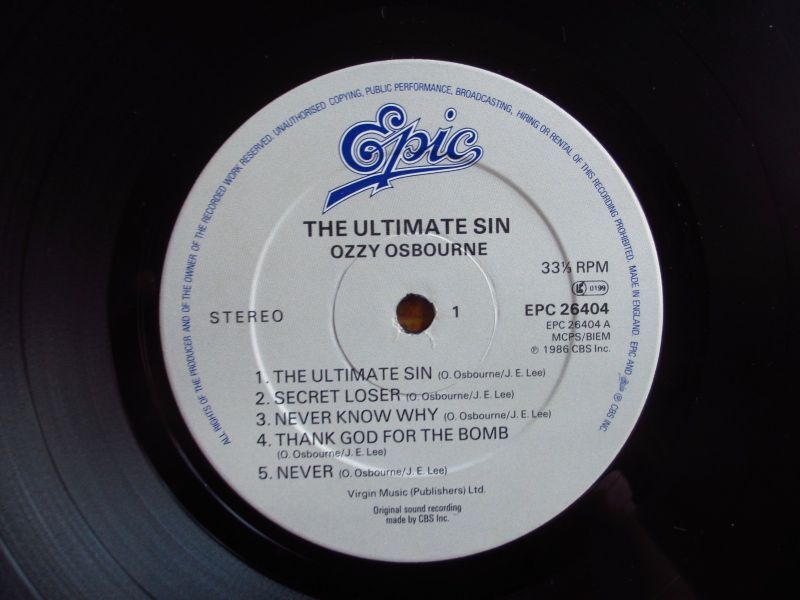 ALL RIGHTS OF THE PRODUCER AND OF THE OWNER OF THE RECORDED WORK RESERVED. UNAUTHORISED COPYING, PUBLIC PERFORMANCE, BROADCASTING, HIRING OR RENTAL OF THIS RECORDING PROHIBITED. MADE IN ENGLAND. EPIC AND Epic ℗ CBS INC.
Epic
THE ULTIMATE SIN
OZZY OSBOURNE
33⅓ RPM
LC 0199
STEREO
1
EPC 26404
EPC 26404 A
MCPS/BIEM
℗ 1986 CBS Inc.
1. THE ULTIMATE SIN (O. Osbourne/J. E. Lee)
2. SECRET LOSER (O. Osbourne/J. E. Lee)
3. NEVER KNOW WHY (O. Osbourne/J. E. Lee)
4. THANK GOD FOR THE BOMB
(O. Osbourne/J. E. Lee)
5. NEVER (O. Osbourne/J. E. Lee)
Virgin Music (Publishers) Ltd.
Original sound recording
made by CBS Inc.